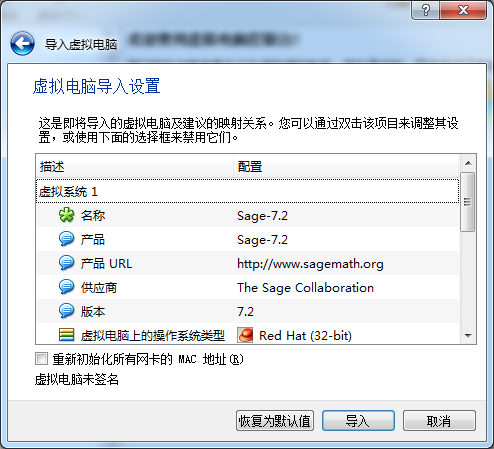 导入虚拟电脑
虚拟电脑导入设置
这是即将导入的虚拟电脑及建议的映射关系。您可以通过双击该项目来调整其设
置，或使用下面的选择框来禁用它们。
描述 配置
虚拟系统 1
名称 Sage-7.2
产品 Sage-7.2
产品 URL http://www.sagemath.org
供应商 The Sage Collaboration
版本 7.2
虚拟电脑上的操作系统类型 Red Hat (32-bit)
重新初始化所有网卡的 MAC 地址(R)
虚拟电脑未签名
恢复为默认值 导入 取消